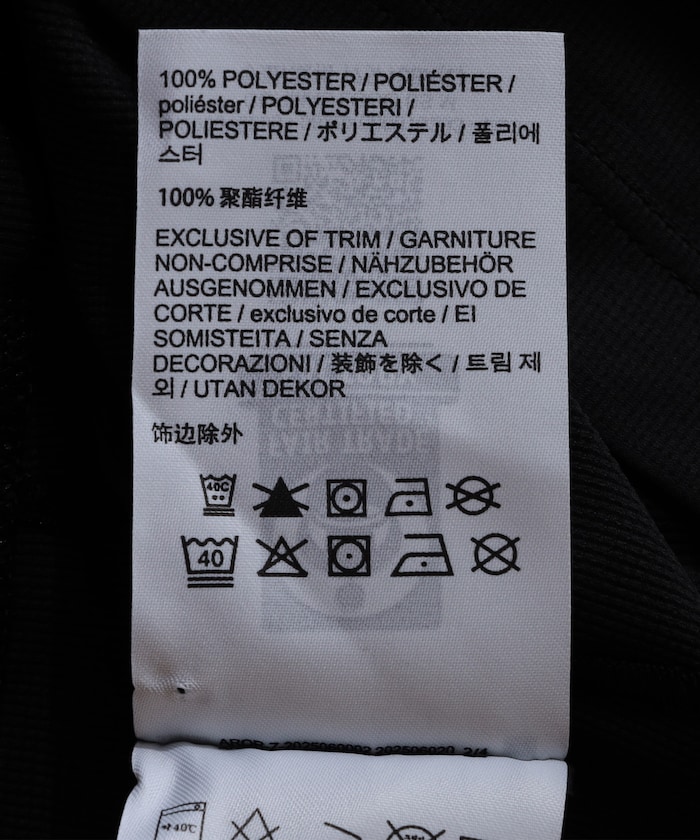 100% POLYESTER / POLIÉSTER /
poliéster / POLYESTERI /
POLIESTERE / ポリエステル / 폴리에
스터
100% 聚酯纤维
EXCLUSIVE OF TRIM / GARNITURE
NON-COMPRISE / NÄHZUBEHÖR
AUSGENOMMEN / EXCLUSIVO DE
CORTE / exclusivo de corte / EI
SOMISTEITA / SENZA
DECORAZIONI / 装飾を除く / 트림 제
외 / UTAN DEKOR
饰边除外
40C
40
40℃